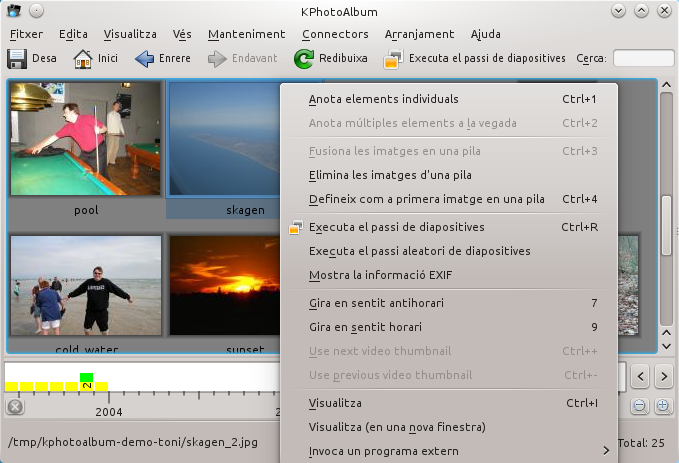 KPhotoAlbum
Fitxer Edita Visualitza Vés Manteniment Connectors Arranjament Ajuda
Desa Inici Enrere Endavant Redibuixa Executa el passi de diapositives Cerca:
pool
skagen
cold_water
sunset
Anota elements individuals Ctrl+1
Anota múltiples elements a la vegada Ctrl+2
Fusiona les imatges en una pila Ctrl+3
Elimina les imatges d'una pila
Defineix com a primera imatge en una pila Ctrl+4
Executa el passi de diapositives Ctrl+R
Executa el passi aleatori de diapositives
Mostra la informació EXIF
Gira en sentit antihorari 7
Gira en sentit horari 9
Use next video thumbnail Ctrl++
Use previous video thumbnail Ctrl+-
Visualitza Ctrl+I
Visualitza (en una nova finestra)
Invoca un programa extern
2
2004
/tmp/kphotoalbum-demo-toni/skagen_2.jpg
Total: 25